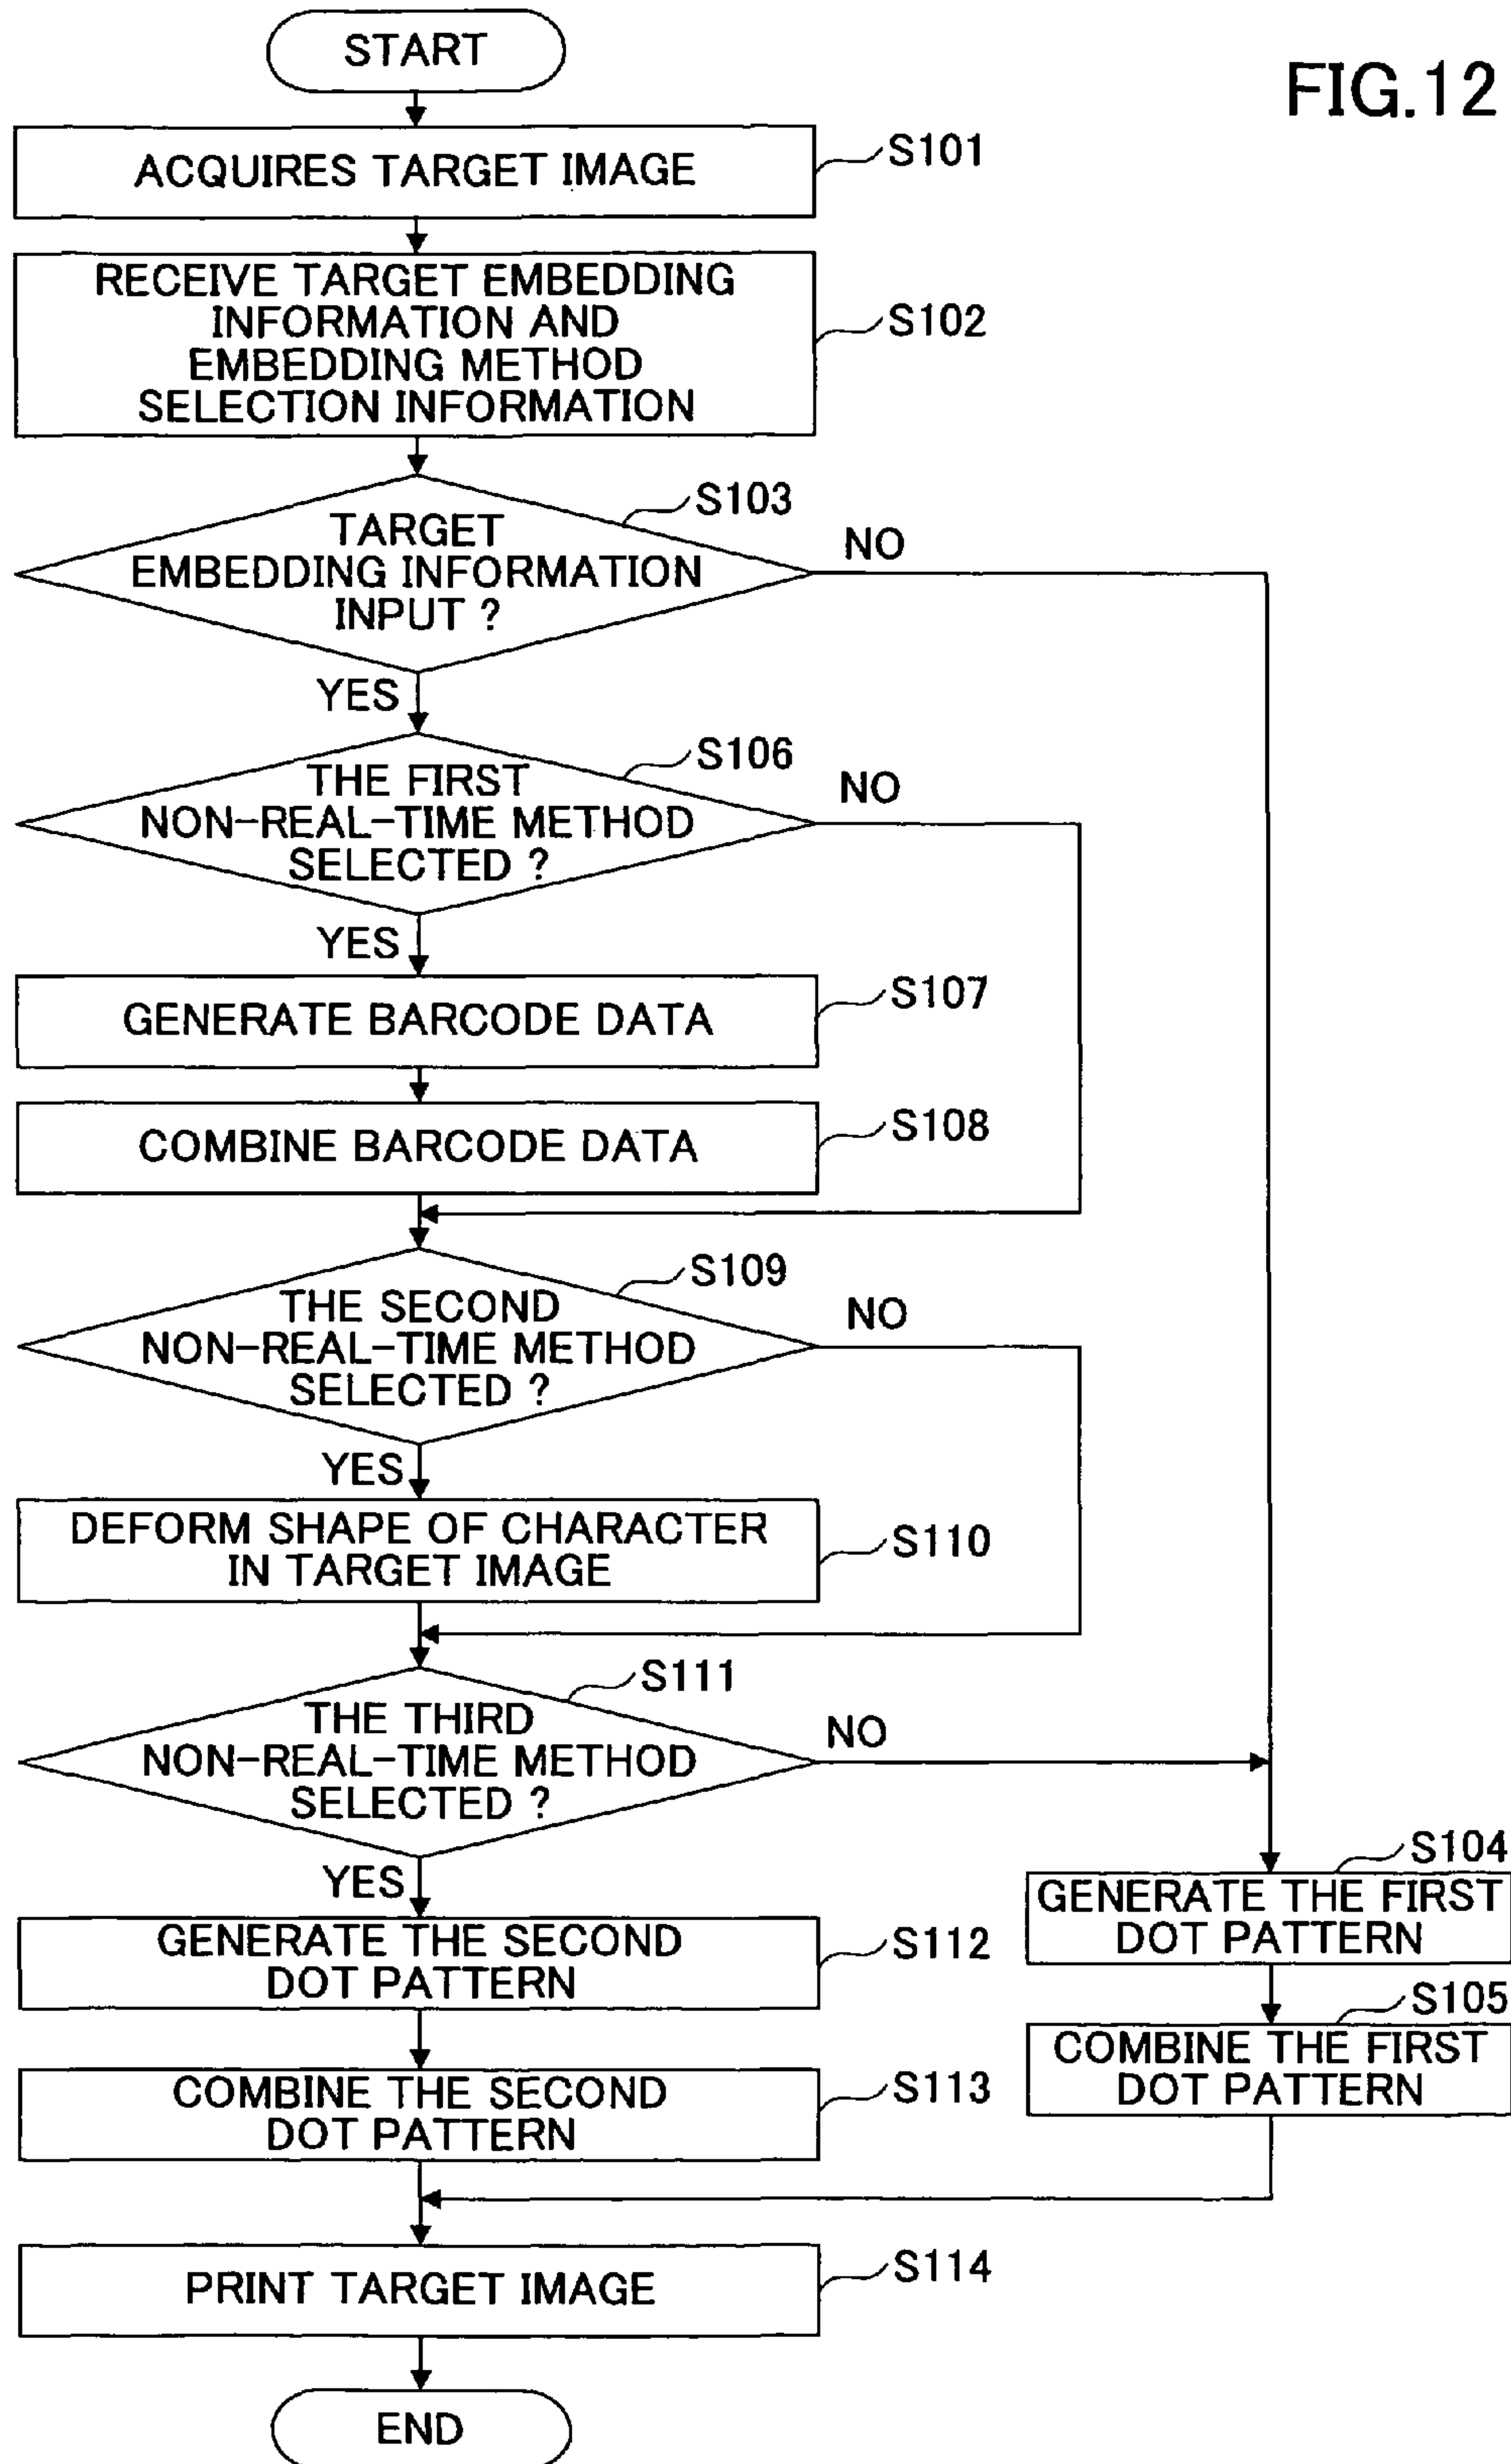 START
FIG.12
ACQUIRES TARGET IMAGE
S101
RECEIVE TARGET EMBEDDING
INFORMATION AND
EMBEDDING METHOD
SELECTION INFORMATION
S102
S103
TARGET
EMBEDDING INFORMATION
INPUT ?
NO
YES
S106
THE FIRST
NON-REAL-TIME METHOD
SELECTED ?
NO
YES
GENERATE BARCODE DATA
S107
COMBINE BARCODE DATA
S108
S109
THE SECOND
NON-REAL-TIME METHOD
SELECTED ?
NO
YES
DEFORM SHAPE OF CHARACTER
IN TARGET IMAGE
S110
S111
THE THIRD
NON-REAL-TIME METHOD
SELECTED ?
NO
YES
S104
GENERATE THE FIRST
DOT PATTERN
GENERATE THE SECOND
DOT PATTERN
S112
S105
COMBINE THE FIRST
DOT PATTERN
COMBINE THE SECOND
DOT PATTERN
S113
PRINT TARGET IMAGE
S114
END